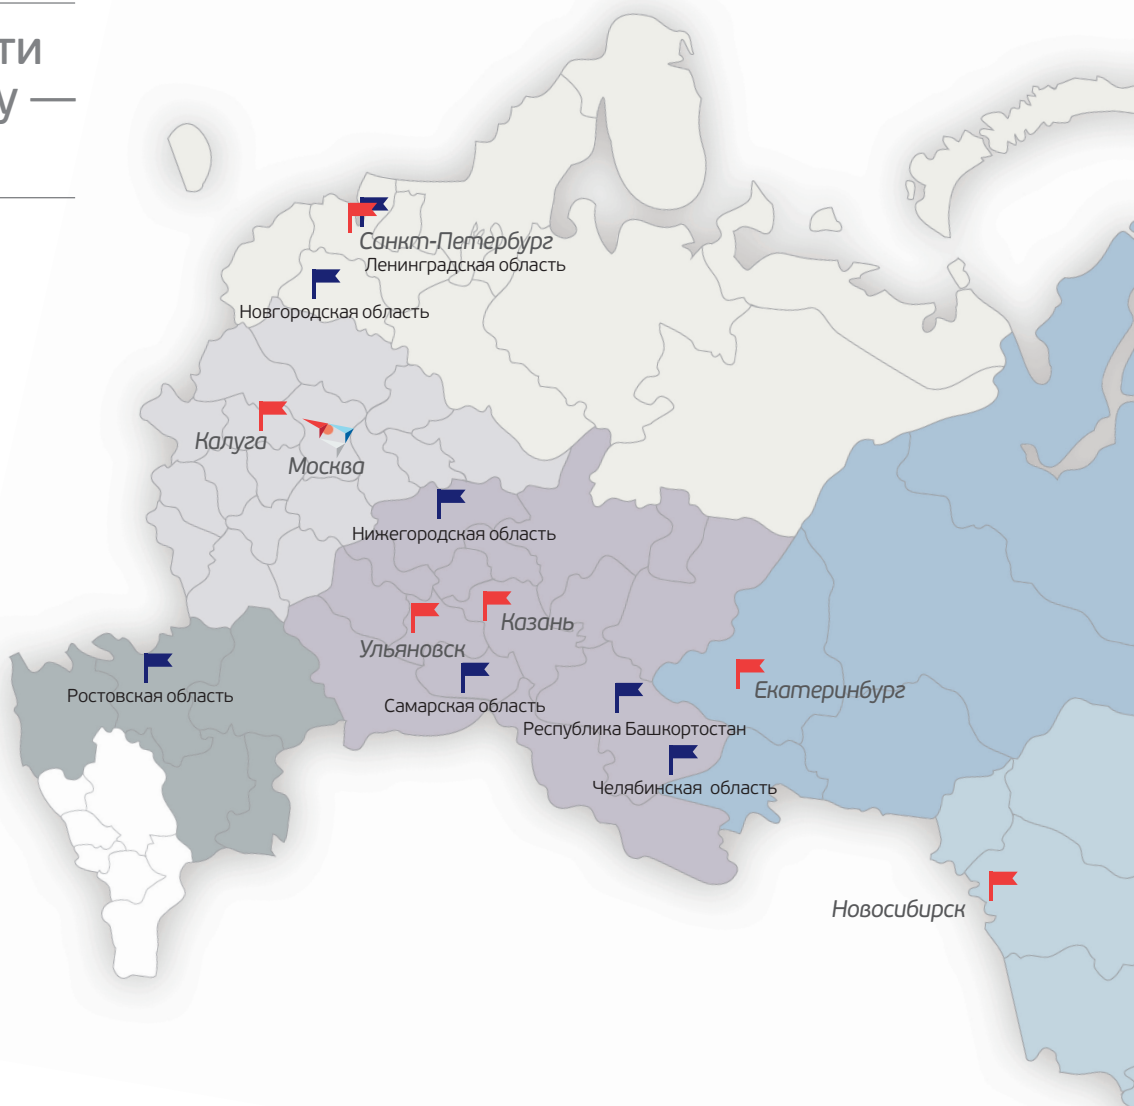 ти
у —
Санкт-Петербург
Ленинградская область
Новгородская область
Калуга
Москва
Нижегородская область
Казань
Ульяновск
Ростовская область
Самарская область
Екатеринбург
Республика Башкортостан
Челябинская область
Новосибирск